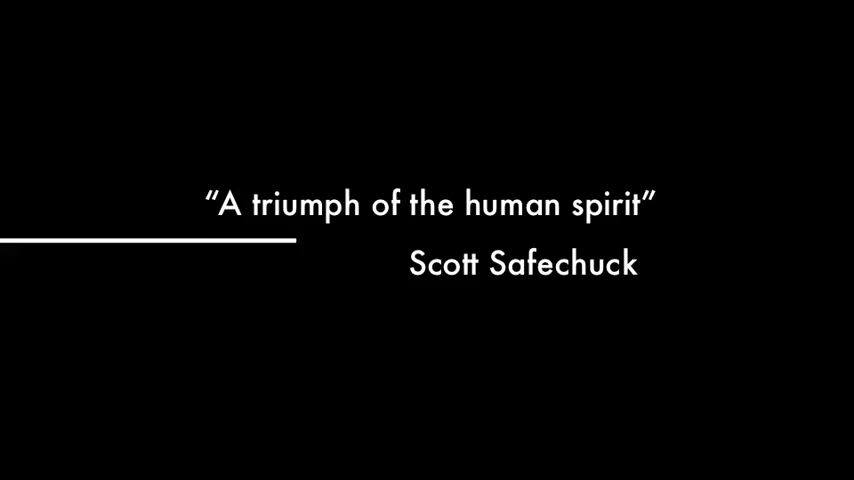 “A triumph of the human spirit”
Scott Safechuck